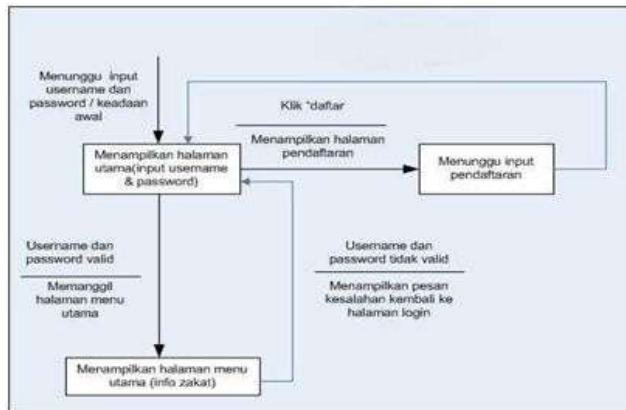 Menunggu input
username dan
password / keadaan
awal
Klik "daftar
Menampilkan halaman
pendaftaran
Menampilkan halaman
utama(input username
& password)
Menunggu input
pendaftaran
Username dan
password valid
Memanggil
halaman menu
utama
Username dan
password tidak valid
Menampilkan pesan
kesalahan kembali ke
halaman login
Menampilkan halaman menu
utama (info zakat)